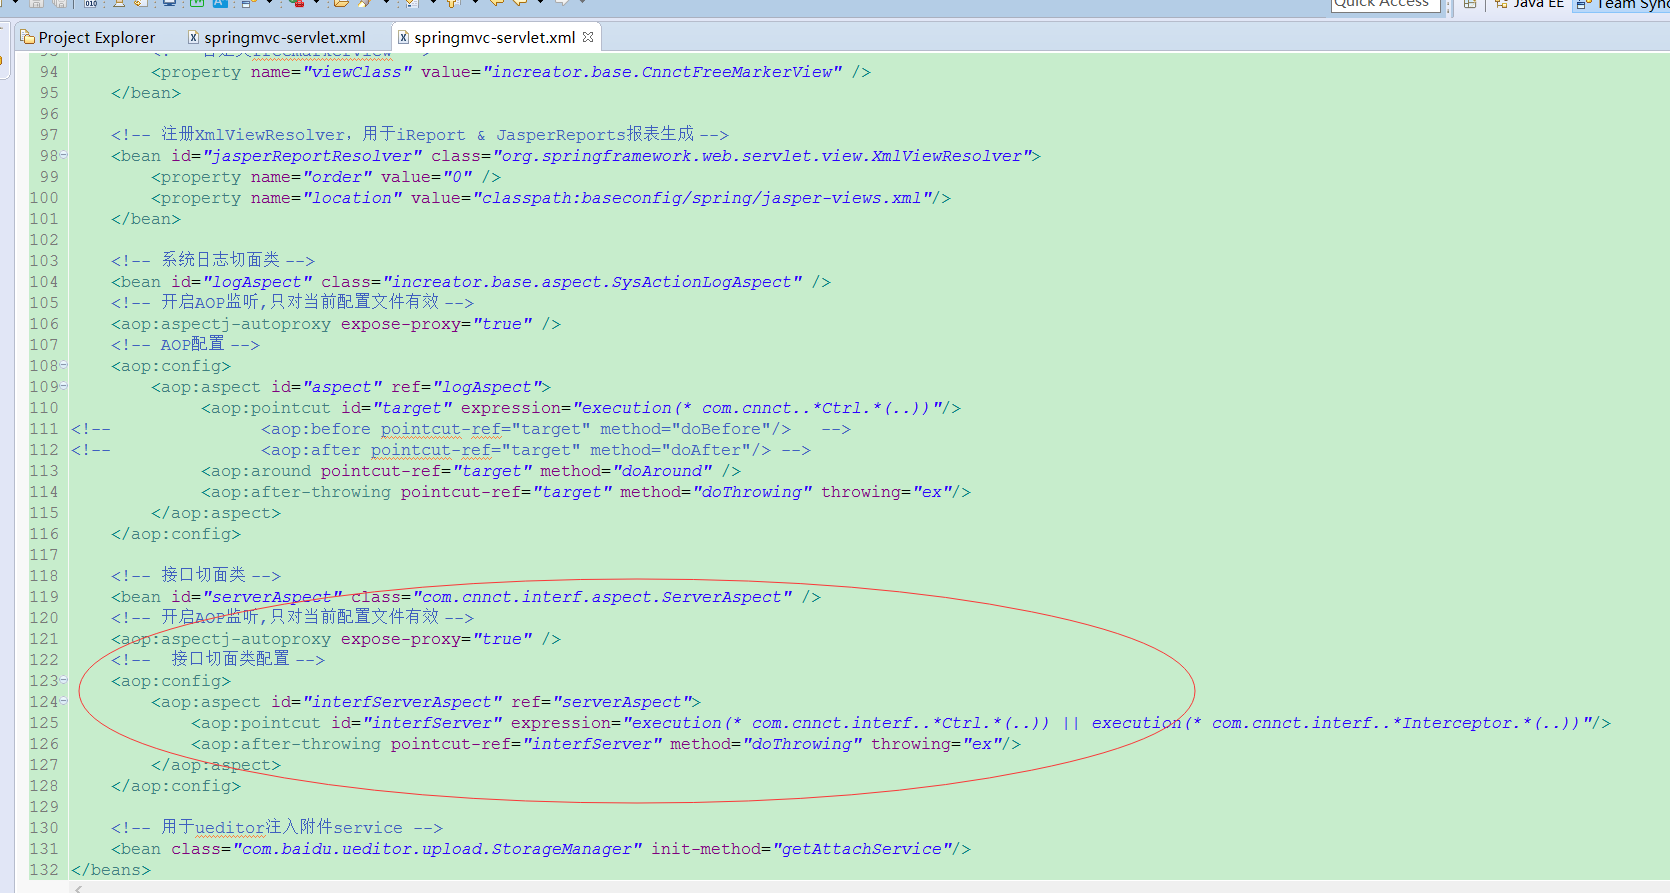 Quick Access
Java EE
Team Sync
Project Explorer
springmvc-servlet.xml
springmvc-servlet.xml
94 <property name="viewClass" value="increator.base.CnnctFreeMarkerView" />
95 </bean>
96
97 <!-- 注册XmlViewResolver，用于iReport & JasperReports报表生成 -->
98 <bean id="jasperReportResolver" class="org.springframework.web.servlet.view.XmlViewResolver">
99 <property name="order" value="0" />
100 <property name="location" value="classpath:baseconfig/spring/jasper-views.xml"/>
101 </bean>
102
103 <!-- 系统日志切面类 -->
104 <bean id="logAspect" class="increator.base.aspect.SysActionLogAspect" />
105 <!-- 开启AOP监听,只对当前配置文件有效 -->
106 <aop:aspectj-autoproxy expose-proxy="true" />
107 <!-- AOP配置 -->
108 <aop:config>
109 <aop:aspect id="aspect" ref="logAspect">
110 <aop:pointcut id="target" expression="execution(* com.cnnct..*Ctrl.*(..))"/>
111 <!-- <aop:before pointcut-ref="target" method="doBefore"/> -->
112 <!-- <aop:after pointcut-ref="target" method="doAfter"/> -->
113 <aop:around pointcut-ref="target" method="doAround" />
114 <aop:after-throwing pointcut-ref="target" method="doThrowing" throwing="ex"/>
115 </aop:aspect>
116 </aop:config>
117
118 <!-- 接口切面类 -->
119 <bean id="serverAspect" class="com.cnnct.interf.aspect.ServerAspect" />
120 <!-- 开启AOP监听,只对当前配置文件有效 -->
121 <aop:aspectj-autoproxy expose-proxy="true" />
122 <!-- 接口切面类配置 -->
123 <aop:config>
124 <aop:aspect id="interfServerAspect" ref="serverAspect">
125 <aop:pointcut id="interfServer" expression="execution(* com.cnnct.interf..*Ctrl.*(..)) || execution(* com.cnnct.interf..*Interceptor.*(..))"/>
126 <aop:after-throwing pointcut-ref="interfServer" method="doThrowing" throwing="ex"/>
127 </aop:aspect>
128 </aop:config>
129
130 <!-- 用于ueditor注入附件service -->
131 <bean class="com.baidu.ueditor.upload.StorageManager" init-method="getAttachService"/>
132 </beans>